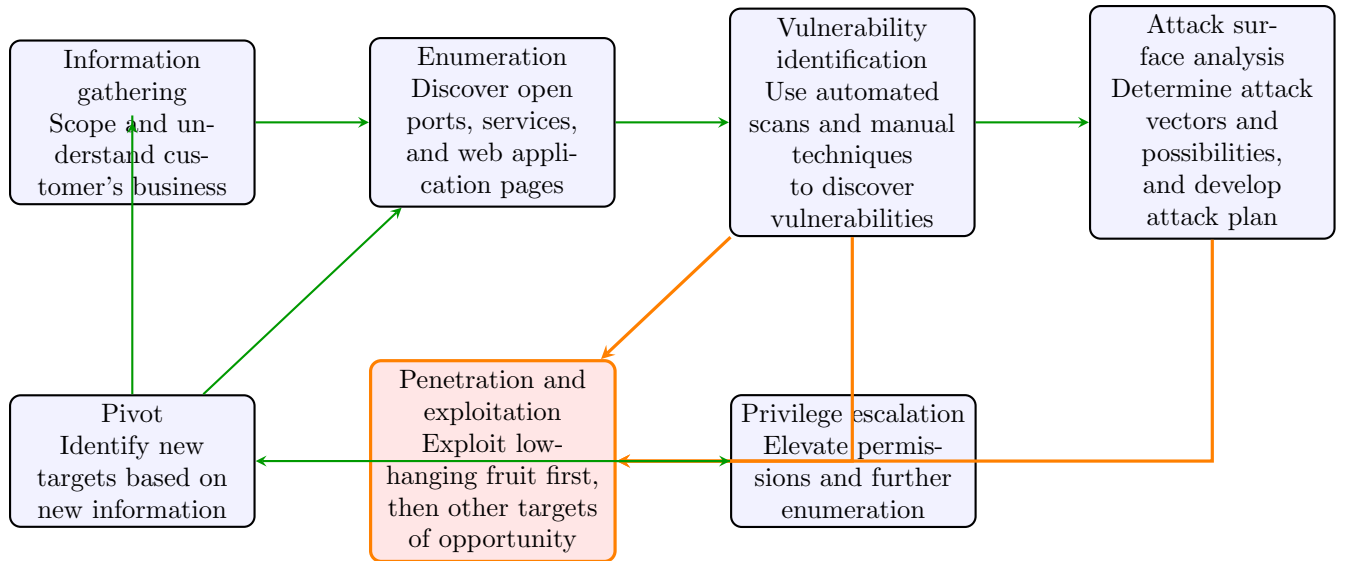 Information
gathering
Scope and un-
derstand cus-
tomer's business
Enumeration
Discover open
ports, services,
and web appli-
cation pages
Vulnerability
identification
Use automated
scans and manual
techniques
to discover
vulnerabilities
Attack sur-
face analysis
Determine attack
vectors and
possibilities,
and develop
attack plan
Pivot
Identify new
targets based on
new information
Penetration and
exploitation
Exploit low-
hanging fruit first,
then other targets
of opportunity
Privilege escalation
Elevate permis-
sions and further
enumeration